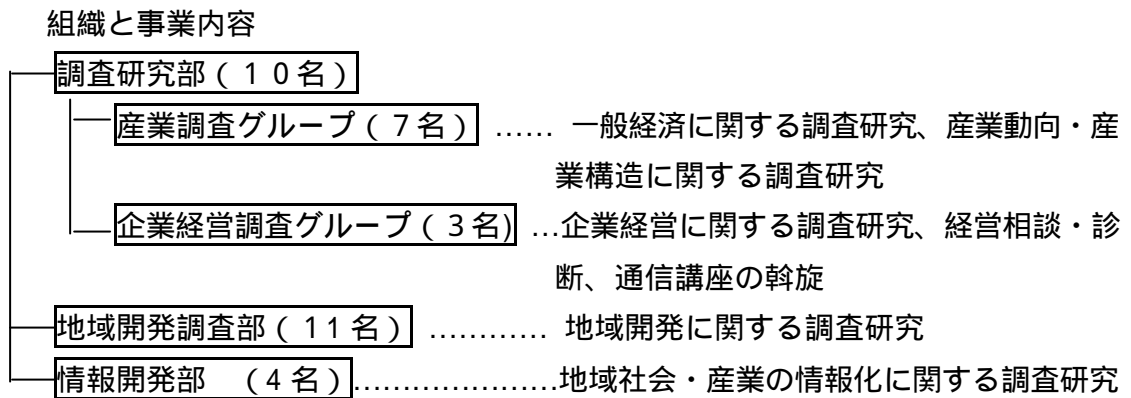 組織と事業内容
調査研究部（１０名）
産業調査グループ（７名） …… 一般経済に関する調査研究、産業動向・産
業構造に関する調査研究
企業経営調査グループ（３名) …企業経営に関する調査研究、経営相談・診
断、通信講座の斡旋
地域開発調査部（11名） ………… 地域開発に関する調査研究
情報開発部　（４名）…………………地域社会・産業の情報化に関する調査研究